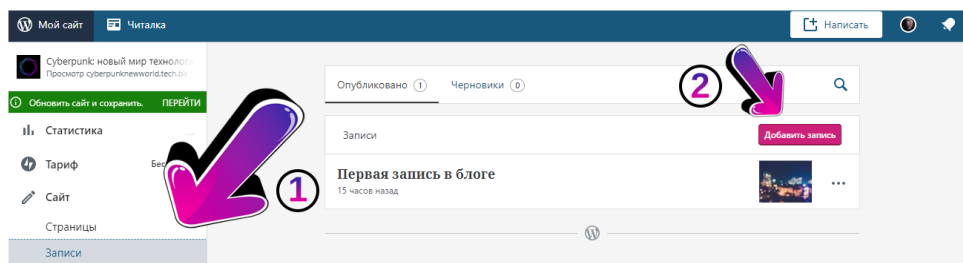 Мой сайт Читалка Написать
Cyberpunk: новый мир технологи
Просмотр cyberpunknewworld.tech.bl
Обновить сайт и сохранить. ПЕРЕЙТИ
Статистика
Тариф Бес
Сайт
Страницы
Записи
1
Опубликовано 1 Черновики 0
2
Записи Добавить запись
Первая запись в блоге
15 часов назад